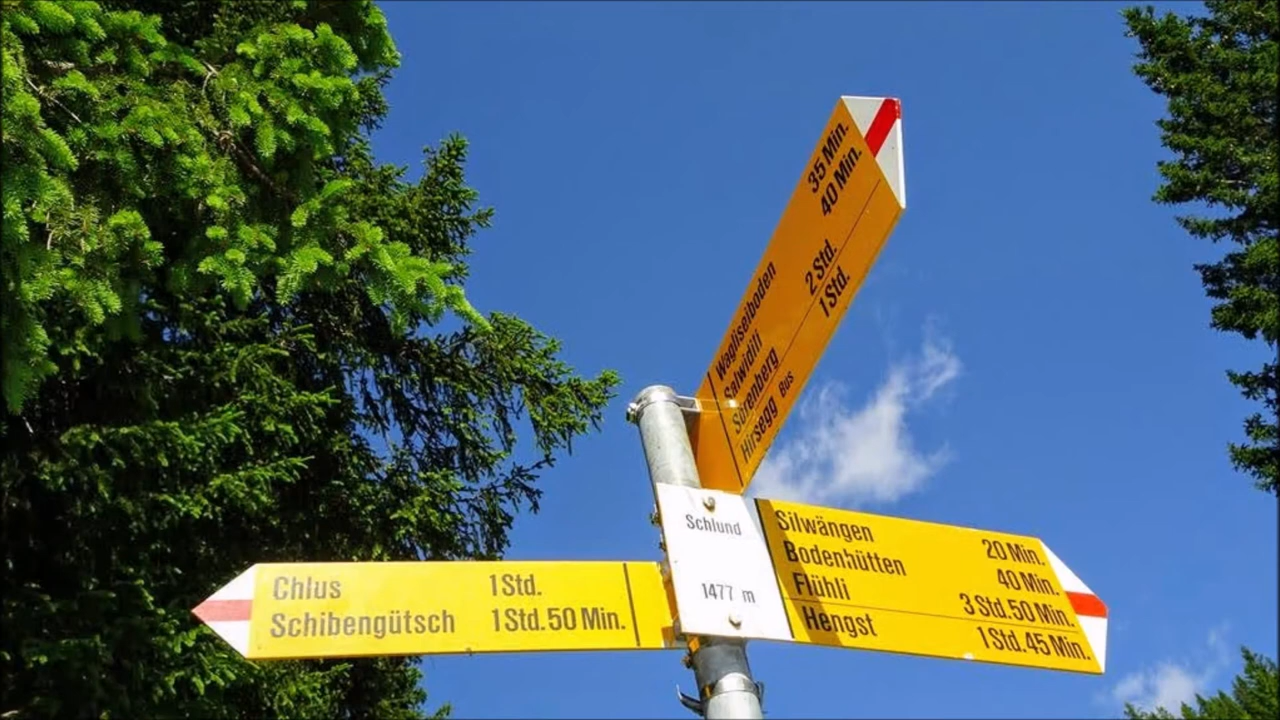 Wagliseiboden 35 Min.
Salwidili 40 Min.
Sörenberg 2 Std.
Hirsegg Bus 1 Std.
Schlund
1477 m
Silwängen 20 Min.
Bodenhütten 40 Min.
Flühli 3 Std. 50 Min.
Hengst 1 Std. 45 Min.
Chlus 1 Std.
Schibengütsch 1 Std. 50 Min.